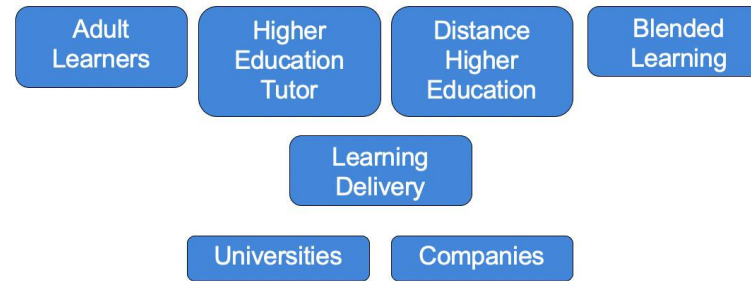 Adult
Learners
Higher
Education
Tutor
Distance
Higher
Education
Blended
Learning
Learning
Delivery
Universities
Companies